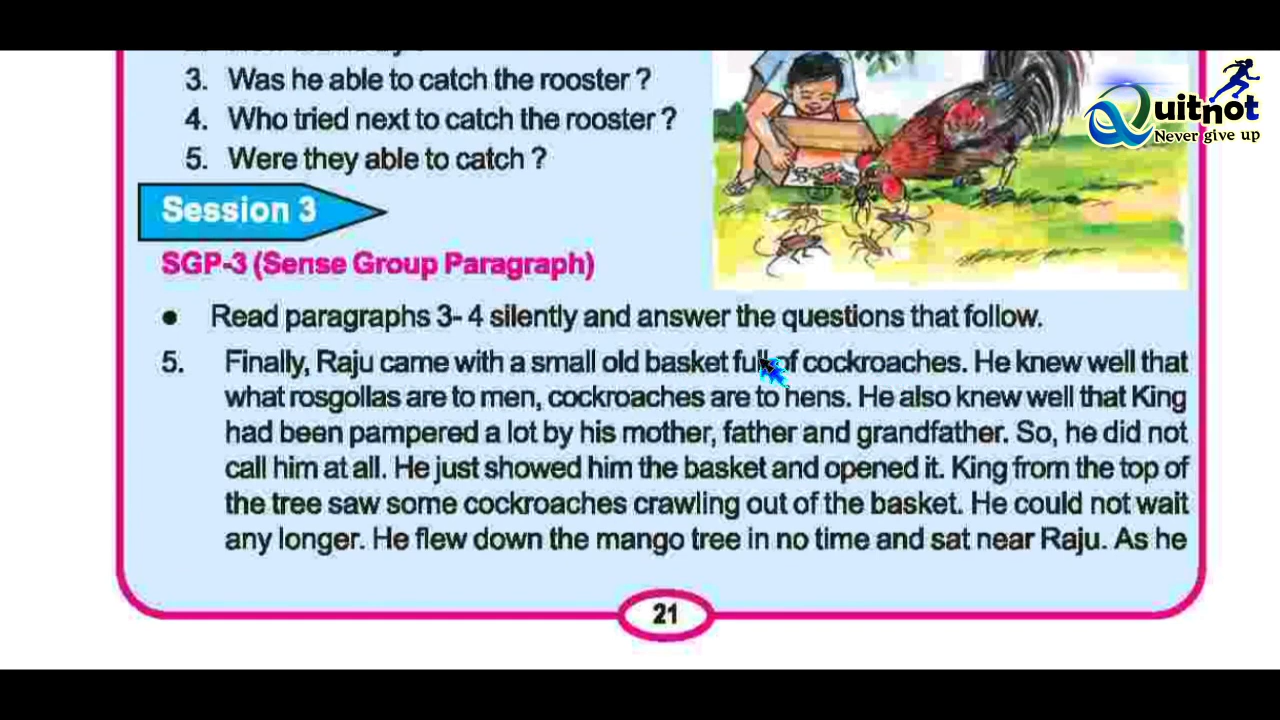 3. Was he able to catch the rooster ?
4. Who tried next to catch the rooster ?
5. Were they able to catch ?
Quitnot
Never give up
Session 3
SGP-3 (Sense Group Paragraph)
• Read paragraphs 3- 4 silently and answer the questions that follow.
5. Finally, Raju came with a small old basket full of cockroaches. He knew well that
what rosgollas are to men, cockroaches are to hens. He also knew well that King
had been pampered a lot by his mother, father and grandfather. So, he did not
call him at all. He just showed him the basket and opened it. King from the top of
the tree saw some cockroaches crawling out of the basket. He could not wait
any longer. He flew down the mango tree in no time and sat near Raju. As he
21